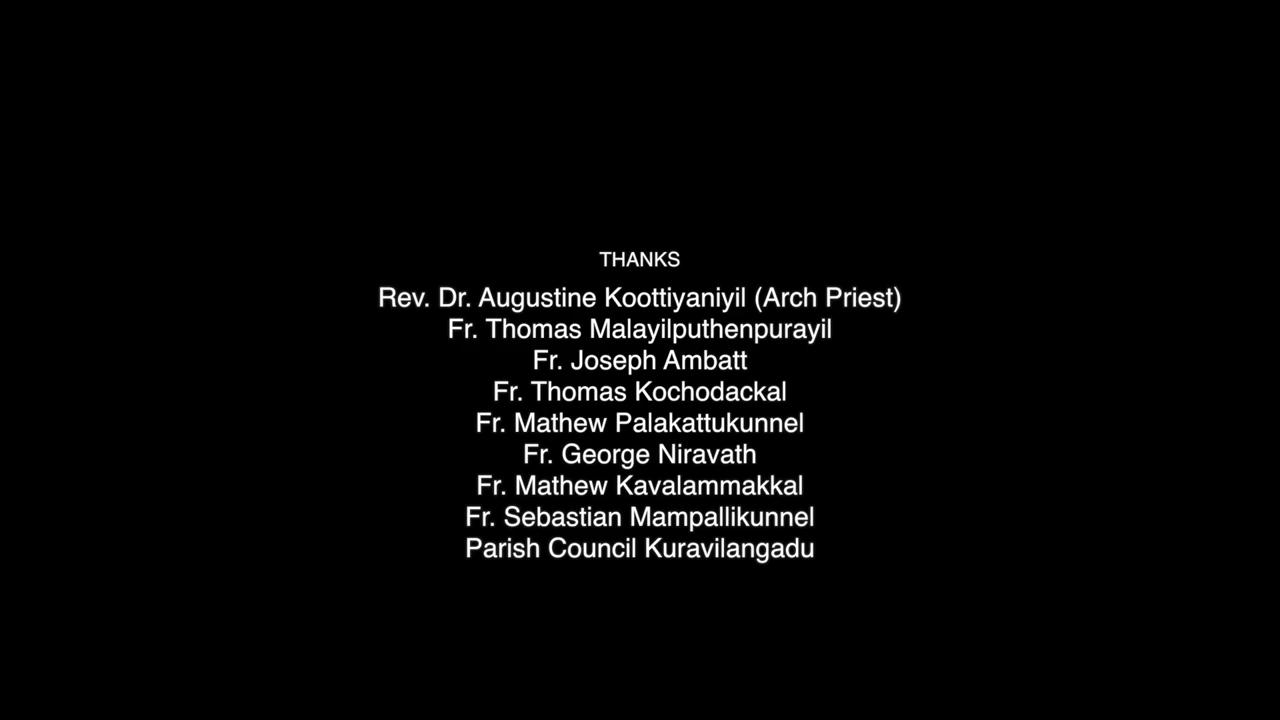 THANKS
Rev. Dr. Augustine Koottiyaniyil (Arch Priest)
Fr. Thomas Malayilputhenpurayil
Fr. Joseph Ambatt
Fr. Thomas Kochodackal
Fr. Mathew Palakattukunnel
Fr. George Niravath
Fr. Mathew Kavalammakkal
Fr. Sebastian Mampallikunnel
Parish Council Kuravilangadu